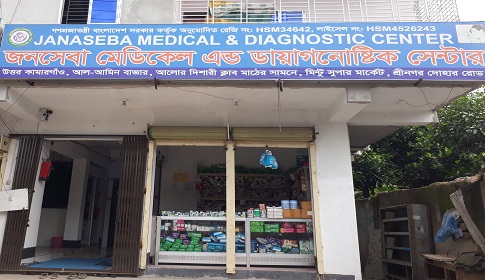 গণপ্রজাতন্ত্রী বাংলাদেশ সরকার কর্তৃক অনুমোদিত রেজি নং: HSM34642, লাইসেন্স নং: HSM4526243
JANASEBA MEDICAL & DIAGNOSTIC CENTER
জনসেবা মেডিকেল এন্ড ডায়াগনোষ্টিক সেন্টার
উত্তর কামারগাঁও, আল-আমিন বাজার, আলোর দিশারী ক্লাব মাঠের সামনে, মিন্টু সুপার মার্কেট, শ্রীনগর দোহার রোড